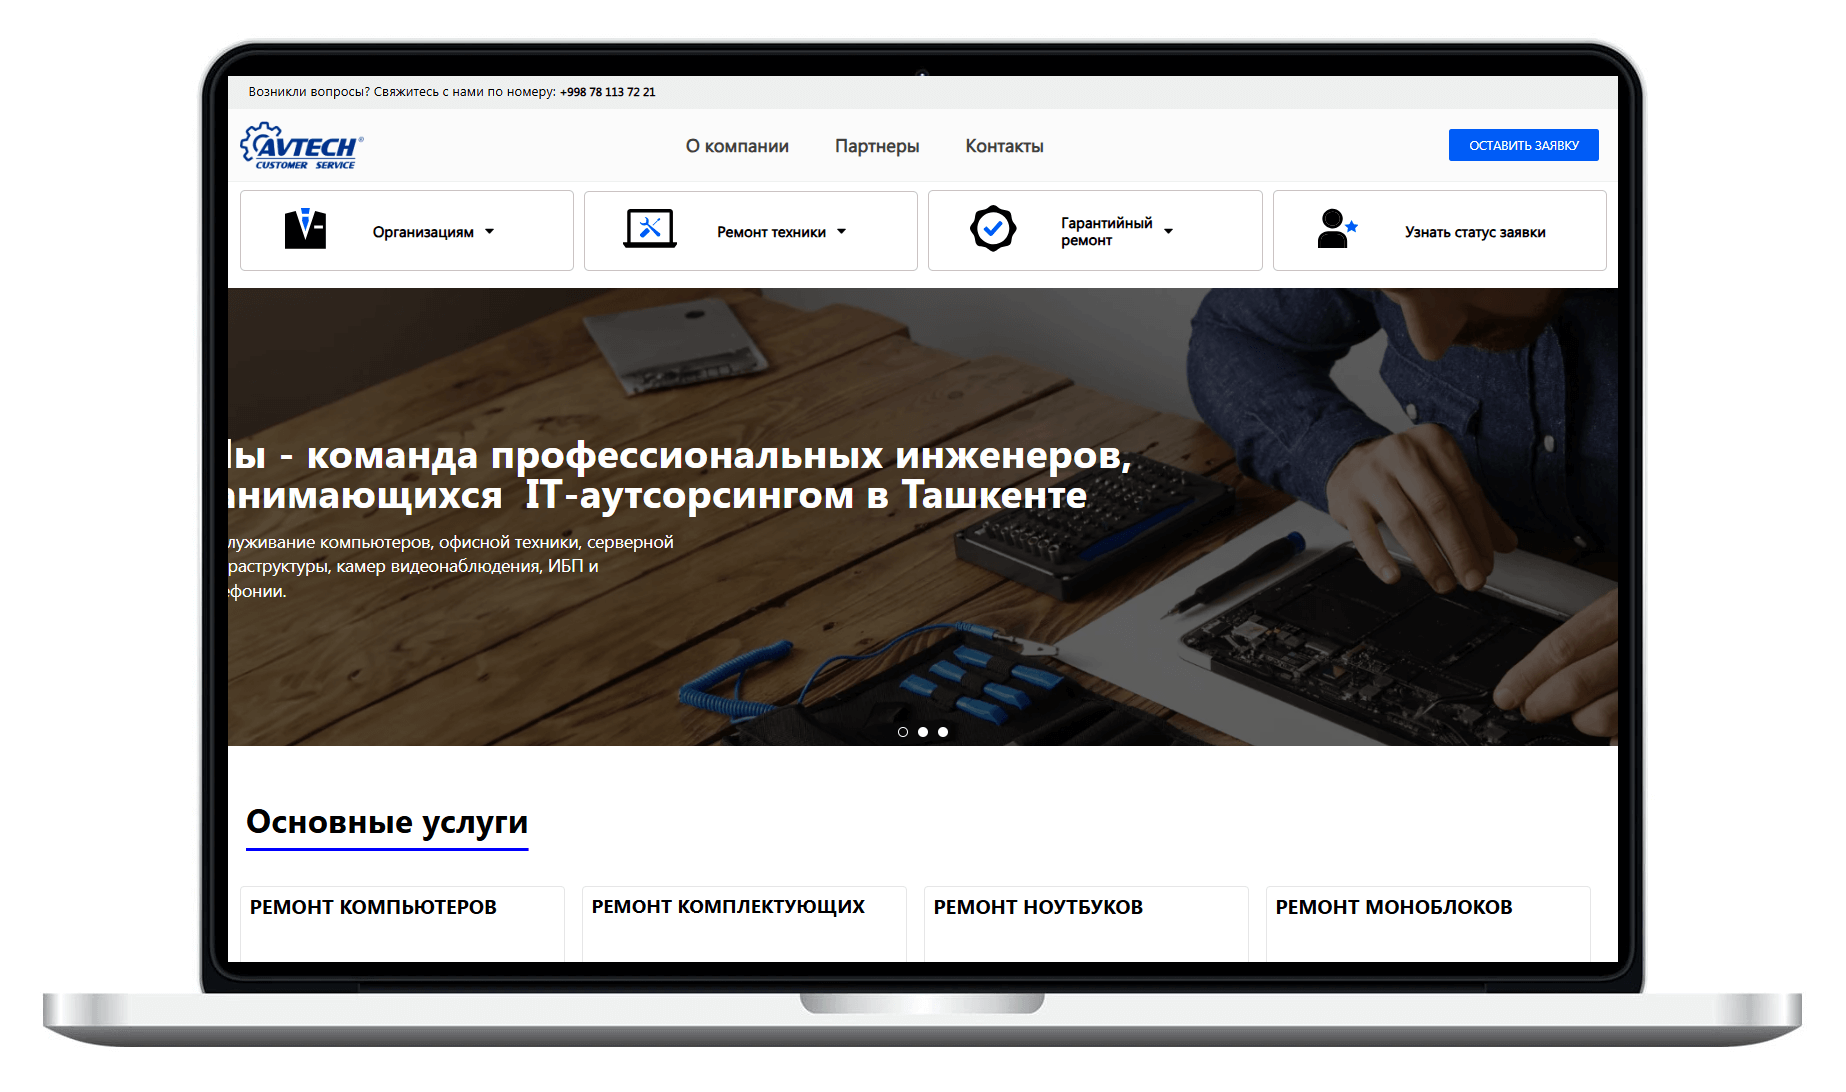 Возникли вопросы? Свяжитесь с нами по номеру: +998 78 113 72 21
AVTECH®
CUSTOMER SERVICE
О компании Партнеры Контакты
ОСТАВИТЬ ЗАЯВКУ
Организациям
Ремонт техники
Гарантийный
ремонт
Узнать статус заявки
ы - команда профессиональных инженеров,
анимающихся IT-аутсорсингом в Ташкенте
луживание компьютеров, офисной техники, серверной
раструктуры, камер видеонаблюдения, ИБП и
ефонии.
Основные услуги
РЕМОНТ КОМПЬЮТЕРОВ
РЕМОНТ КОМПЛЕКТУЮЩИХ
РЕМОНТ НОУТБУКОВ
РЕМОНТ МОНОБЛОКОВ